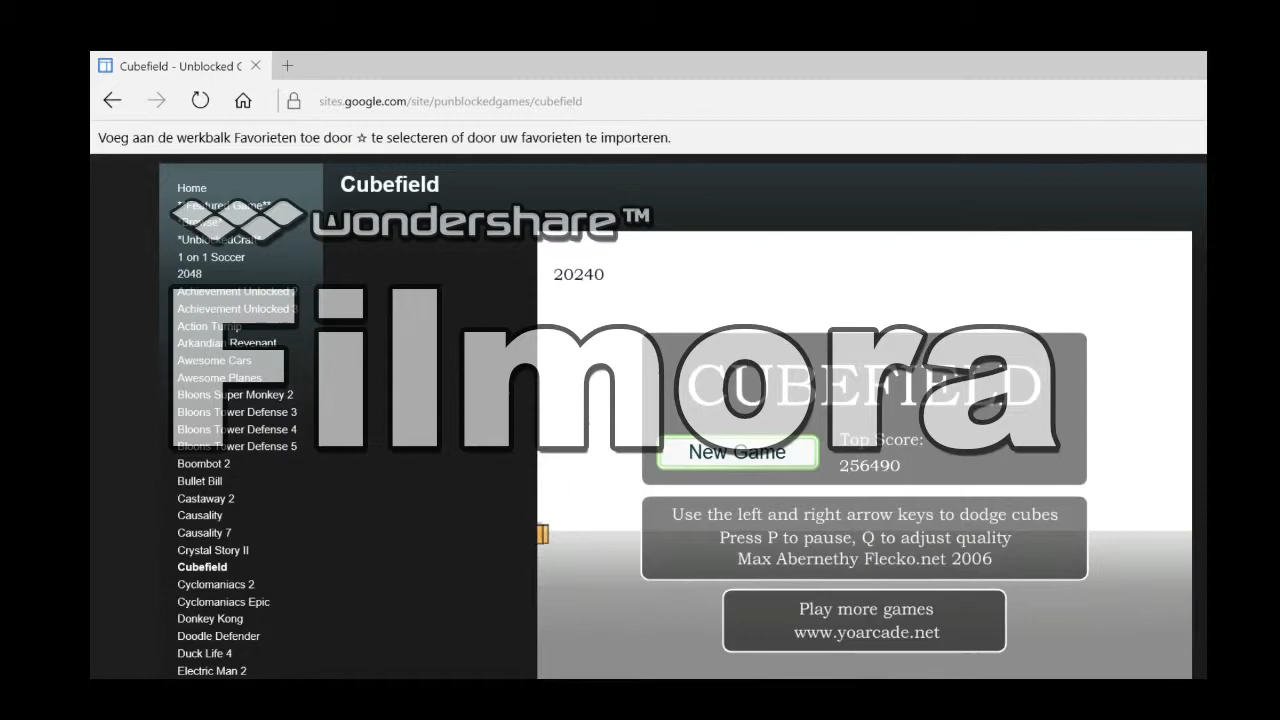 Cubefield - Unblocked G
sites.google.com/site/punblockedgames/cubefield
Voeg aan de werkbalk Favorieten toe door ☆ te selecteren of door uw favorieten te importeren.
Cubefield
Home
**Featured Game**
*Browse*
*UnblockedCraft*
1 on 1 Soccer
2048
Achievement Unlocked 2
Achievement Unlocked 3
Action Turnip
Arkandian Revenant
Awesome Cars
Awesome Planes
Bloons Super Monkey 2
Bloons Tower Defense 3
Bloons Tower Defense 4
Bloons Tower Defense 5
Boombot 2
Bullet Bill
Castaway 2
Causality
Causality 7
Crystal Story II
Cubefield
Cyclomaniacs 2
Cyclomaniacs Epic
Donkey Kong
Doodle Defender
Duck Life 4
Electric Man 2
wondershare™
Filmora
20240
CUBEFIELD
New Game
Top Score:
256490
Use the left and right arrow keys to dodge cubes
Press P to pause, Q to adjust quality
Max Abernethy Flecko.net 2006
Play more games
www.yoarcade.net